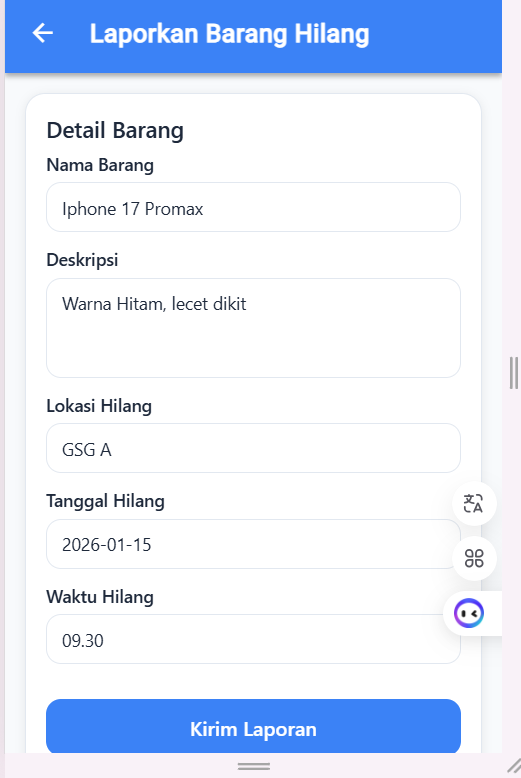 Laporkan Barang Hilang
Detail Barang
Nama Barang
Iphone 17 Promax
Deskripsi
Warna Hitam, lecet dikit
Lokasi Hilang
GSG A
Tanggal Hilang
2026-01-15
Waktu Hilang
09.30
Kirim Laporan